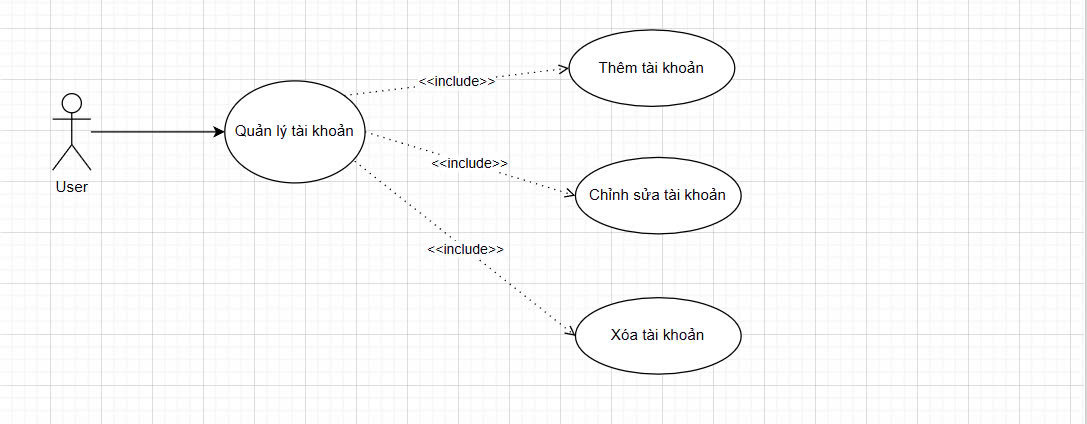 Thêm tài khoản
<<include>>
Quản lý tài khoản
<<include>>
User
Chỉnh sửa tài khoản
<<include>>
Xóa tài khoản